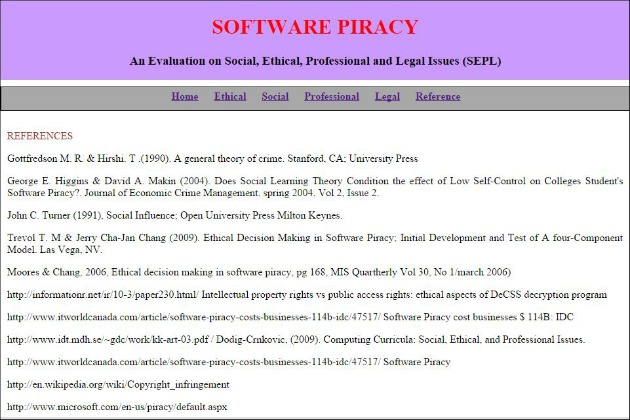 SOFTWARE PIRACY
An Evaluation on Social, Ethical, Professional and Legal Issues (SEPL)
Home Ethical Social Professional Legal Reference
REFERENCES
Gottfredson M. R. & Hirshi, T .(1990). A general theory of crime. Stanford, CA; University Press
George E. Higgins & David A. Makin (2004). Does Social Learning Theory Condition the effect of Low Self-Control on Colleges Student's
Software Piracy?. Journal of Economic Crime Management, spring 2004, Vol 2, Issue 2.
John C. Turner (1991), Social Influence; Open University Press Milton Keynes.
Trevol T. M & Jerry Cha-Jan Chang (2009). Ethical Decision Making in Software Piracy; Initial Development and Test of A four-Component
Model. Las Vegas, NV.
Moores & Chang, 2006, Ethical decision making in software piracy, pg 168, MIS Quartherly Vol 30, No 1/march 2006)
http://informationr.net/ir/10-3/paper230.html/ Intellectual property rights vs public access rights: ethical aspects of DeCSS decryption program
http://www.itworldcanada.com/article/software-piracy-costs-businesses-114b-idc/47517/ Software Piracy cost businesses $ 114B: IDC
http://www.idt.mdh.se/~gdc/work/kk-art-03.pdf / Dodig-Crnkovic, (2009). Computing Curricula: Social, Ethical, and Professional Issues.
http://www.itworldcanada.com/article/software-piracy-costs-businesses-114b-idc/47517/ Software Piracy
http://en.wikipedia.org/wiki/Copyright_infringement
http://www.microsoft.com/en-us/piracy/default.aspx